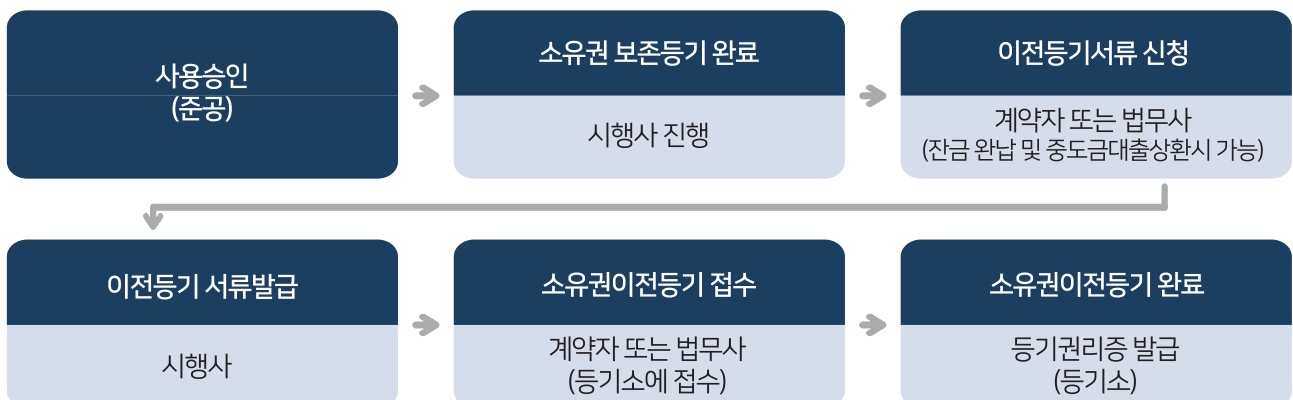 사용승인
(준공)
소유권 보존등기 완료
시행사 진행
이전등기서류 신청
계약자 또는 법무사
(잔금 완납 및 중도금대출상환시 가능)
이전등기 서류발급
시행사
소유권이전등기 접수
계약자 또는 법무사
(등기소에 접수)
소유권이전등기 완료
등기권리증 발급
(등기소)